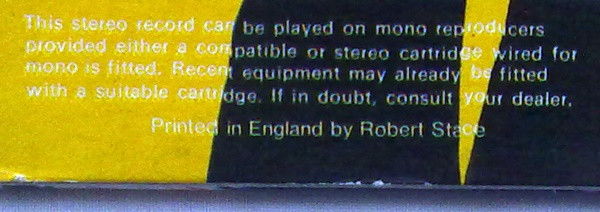 This stereo record can be played on mono reproducers
provided either a compatible or stereo cartridge wired for
mono is fitted. Recent equipment may already be fitted
with a suitable cartridge. If in doubt, consult your dealer.
Printed in England by Robert Stace